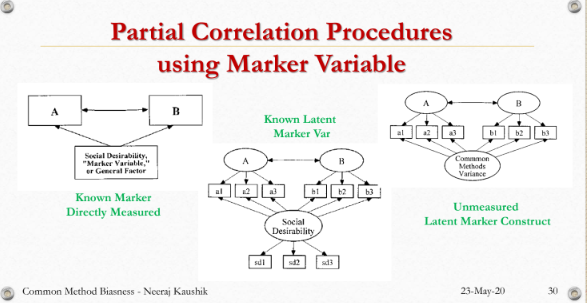 Partial Correlation Procedures
using Marker Variable
A
B
Social Desirability,
"Marker Variable,"
or General Factor
Known Marker
Directly Measured
Known Latent
Marker Var
A
B
a1
a2
a3
b1
b2
b3
Social
Desirability
sd1
sd2
sd3
A
B
a1
a2
a3
b1
b2
b3
Commmon
Methods
Variance
Unmeasured
Latent Marker Construct
Common Method Biasness - Neeraj Kaushik
23-May-20
30